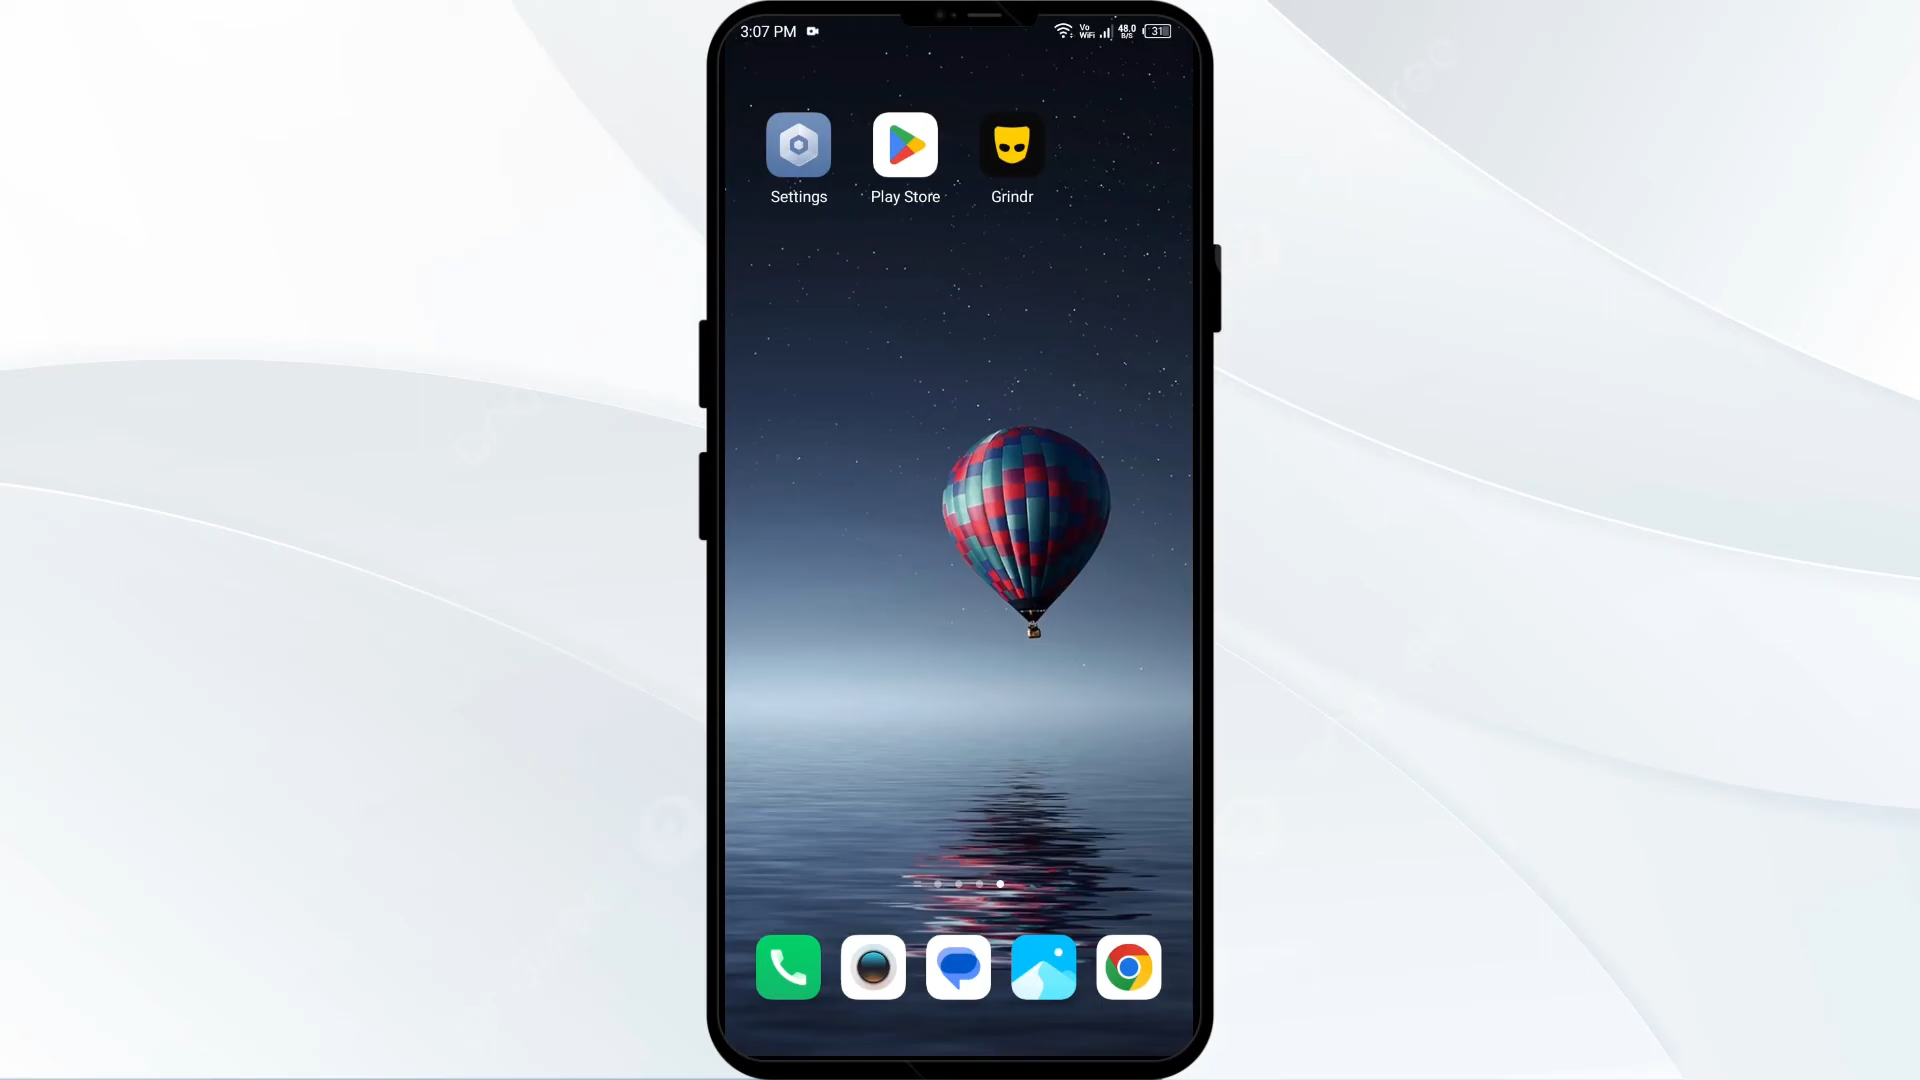 3:07 PM
Vo
WiFi
48.0
B/S
31
Settings
Play Store
Grindr